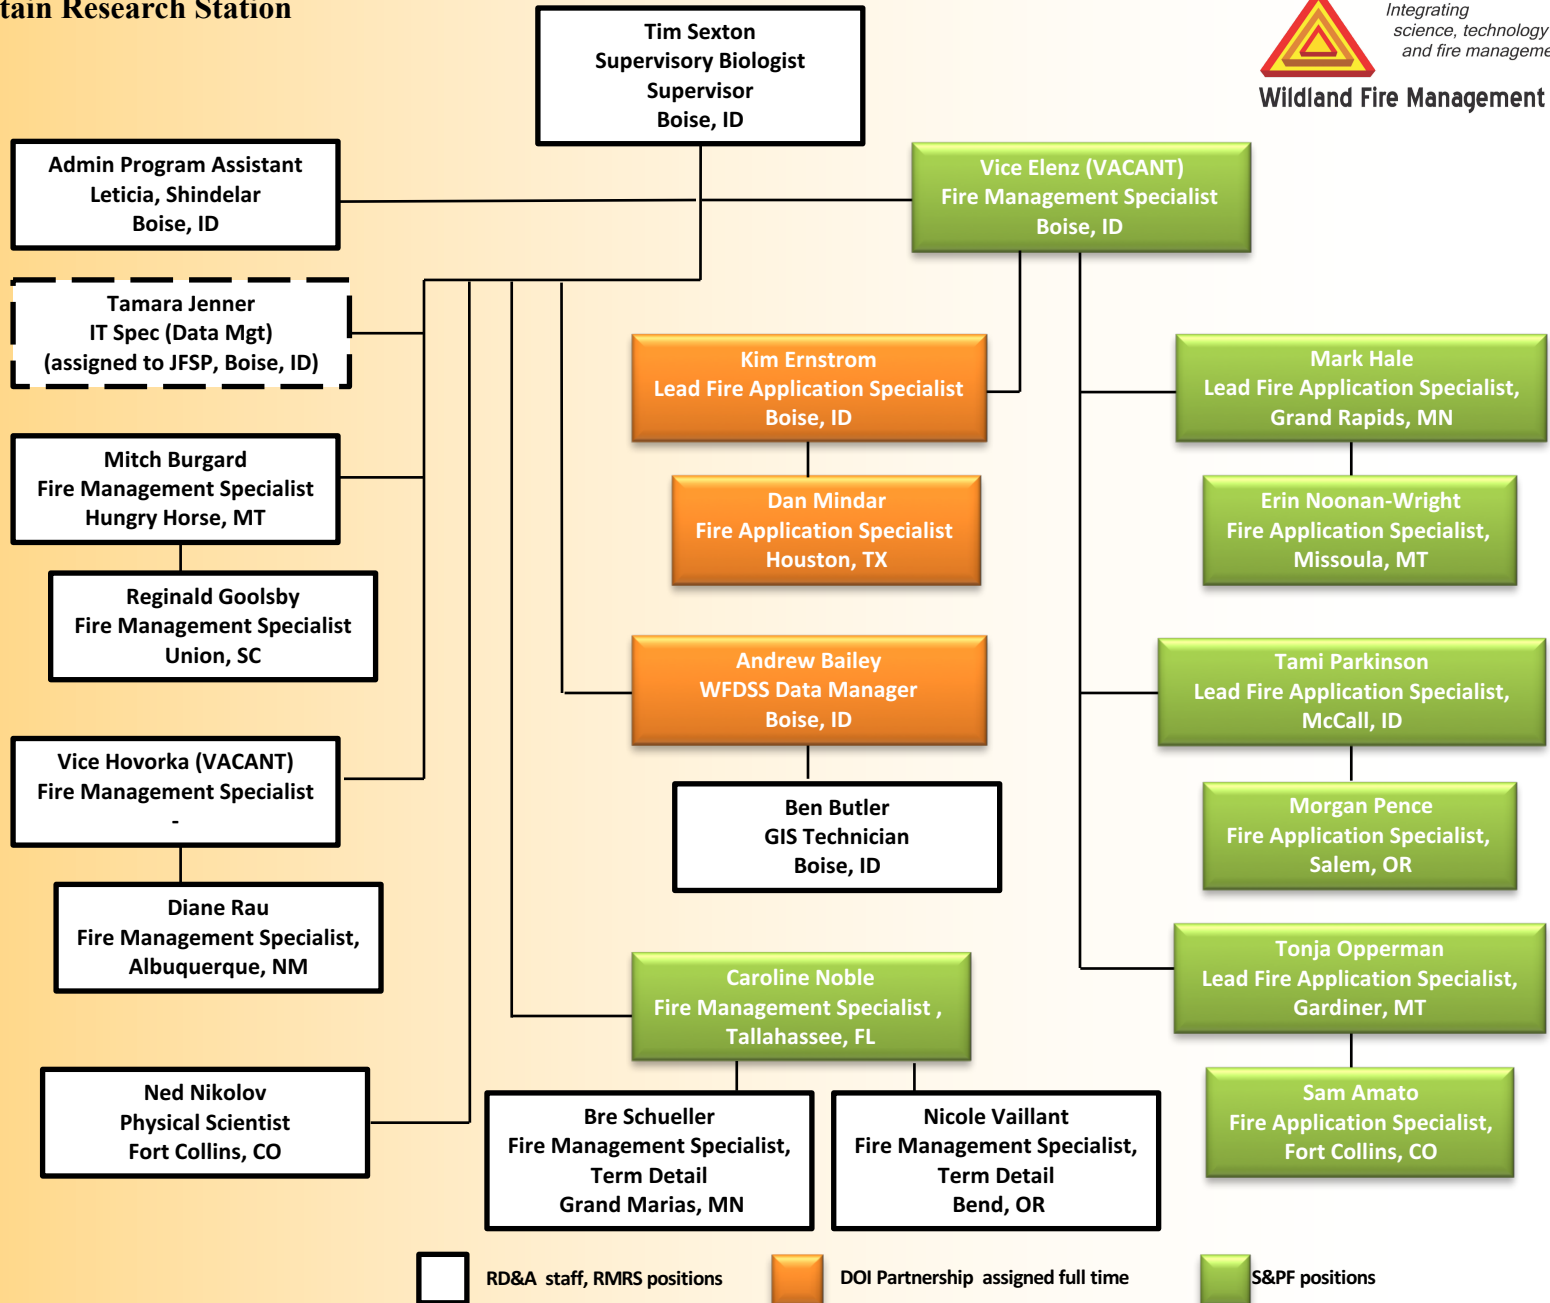 tain Research Station
Integrating
science, technology
and fire manageme
Wildland Fire Management
Tim Sexton
Supervisory Biologist
Supervisor
Boise, ID
Admin Program Assistant
Leticia, Shindelar
Boise, ID
Vice Elenz (VACANT)
Fire Management Specialist
Boise, ID
Tamara Jenner
IT Spec (Data Mgt)
(assigned to JFSP, Boise, ID)
Kim Ernstrom
Lead Fire Application Specialist
Boise, ID
Mark Hale
Lead Fire Application Specialist,
Grand Rapids, MN
Mitch Burgard
Fire Management Specialist
Hungry Horse, MT
Dan Mindar
Fire Application Specialist
Houston, TX
Erin Noonan-Wright
Fire Application Specialist,
Missoula, MT
Reginald Goolsby
Fire Management Specialist
Union, SC
Andrew Bailey
WFDSS Data Manager
Boise, ID
Tami Parkinson
Lead Fire Application Specialist,
McCall, ID
Vice Hovorka (VACANT)
Fire Management Specialist
-
Ben Butler
GIS Technician
Boise, ID
Morgan Pence
Fire Application Specialist,
Salem, OR
Diane Rau
Fire Management Specialist,
Albuquerque, NM
Caroline Noble
Fire Management Specialist ,
Tallahassee, FL
Tonja Opperman
Lead Fire Application Specialist,
Gardiner, MT
Ned Nikolov
Physical Scientist
Fort Collins, CO
Bre Schueller
Fire Management Specialist,
Term Detail
Grand Marias, MN
Nicole Vaillant
Fire Management Specialist,
Term Detail
Bend, OR
Sam Amato
Fire Application Specialist,
Fort Collins, CO
RD&A staff, RMRS positions
DOI Partnership assigned full time
S&PF positions